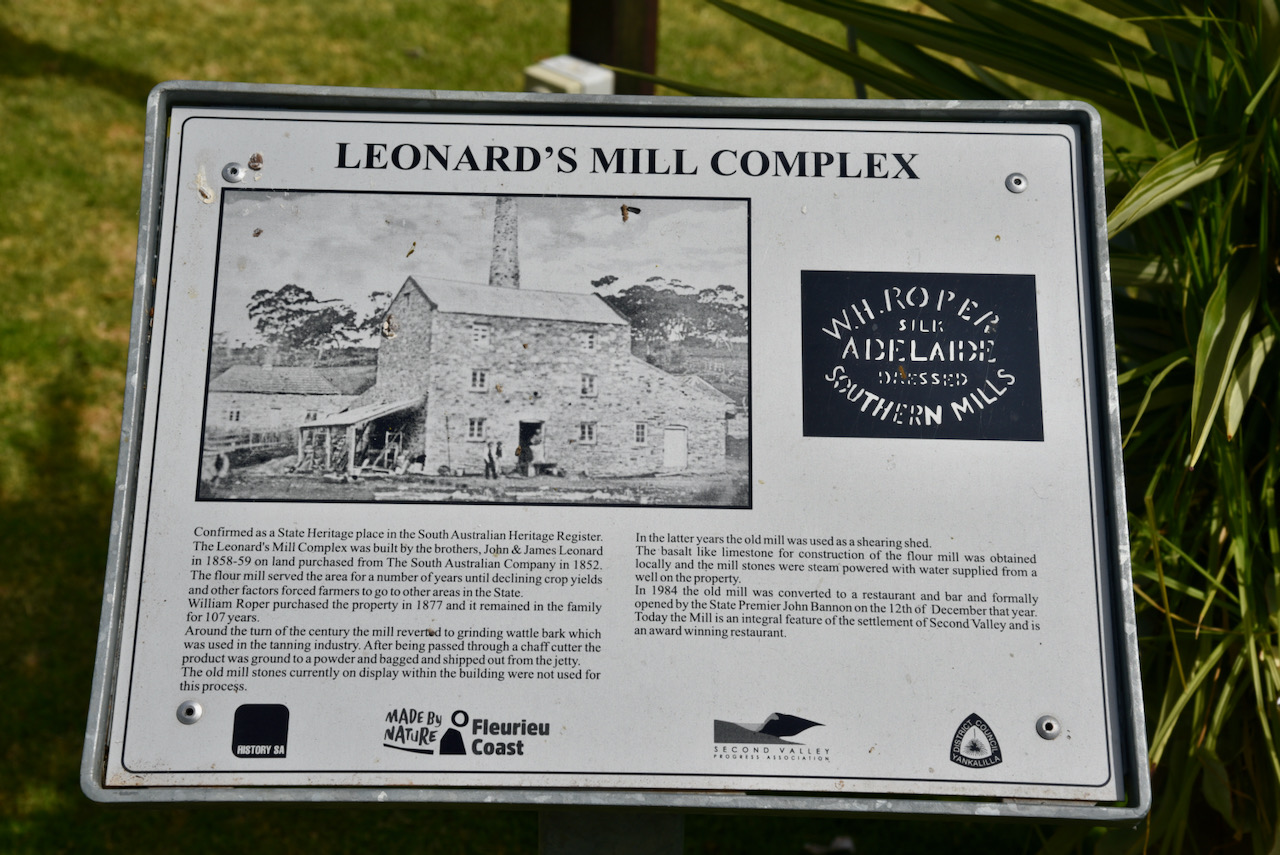 LEONARD'S MILL COMPLEX
W.H. ROPER
SILK
ADELAIDE
DRESSED
SOUTHERN MILLS
Confirmed as a State Heritage place in the South Australian Heritage Register.
The Leonard's Mill Complex was built by the brothers, John & James Leonard
in 1858-59 on land purchased from The South Australian Company in 1852.
The flour mill served the area for a number of years until declining crop yields
and other factors forced farmers to go to other areas in the State.
William Roper purchased the property in 1877 and it remained in the family
for 107 years.
Around the turn of the century the mill reverted to grinding wattle bark which
was used in the tanning industry. After being passed through a chaff cutter the
product was ground to a powder and bagged and shipped out from the jetty.
The old mill stones currently on display within the building were not used for
this process.
In the latter years the old mill was used as a shearing shed.
The basalt like limestone for construction of the flour mill was obtained
locally and the mill stones were steam powered with water supplied from a
well on the property.
In 1984 the old mill was converted to a restaurant and bar and formally
opened by the State Premier John Bannon on the 12th of December that year.
Today the Mill is an integral feature of the settlement of Second Valley and is
an award winning restaurant.
HISTORY SA
MADE By
NATURE
Fleurieu
Coast
SECOND VALLEY
PROGRESS ASSOCIATION
DISTRICT COUNCIL
YANKALILLA